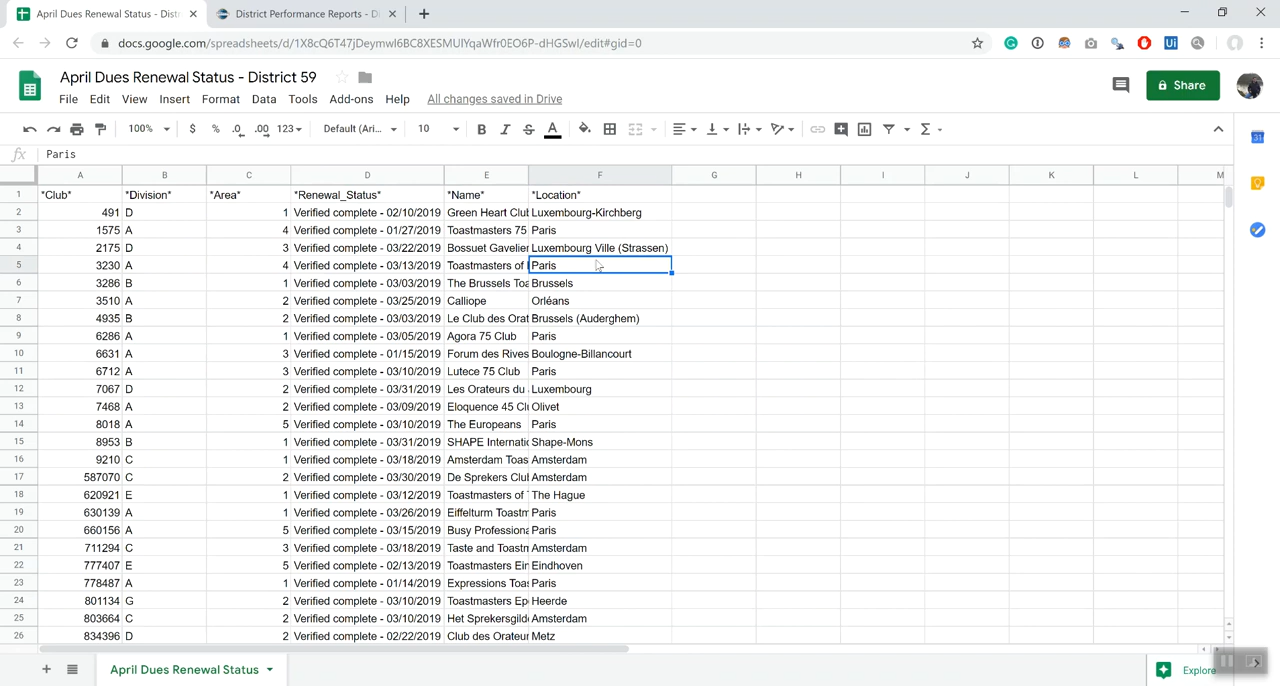 April Dues Renewal Status - Dist
District Performance Reports - D
docs.google.com/spreadsheets/d/1X8cQ6T47jDeymwI6BC8XESMUIYqaWfr0EO6P-dHGSwI/edit#gid=0
April Dues Renewal Status - District 59
File Edit View Insert Format Data Tools Add-ons Help All changes saved in Drive
Share
100% $ % .0 .00 123 Default (Ari... 10 B I S A
fx Paris
A B C D E F G H I J K L M
1 *Club* *Division* *Area* *Renewal_Status* *Name* *Location*
2 491 D 1 Verified complete - 02/10/2019 Green Heart Clu Luxembourg-Kirchberg
3 1575 A 4 Verified complete - 01/27/2019 Toastmasters 75 Paris
4 2175 D 3 Verified complete - 03/22/2019 Bossuet Gavelier Luxembourg Ville (Strassen)
5 3230 A 4 Verified complete - 03/13/2019 Toastmasters of Paris
6 3286 B 1 Verified complete - 03/03/2019 The Brussels Toa Brussels
7 3510 A 2 Verified complete - 03/25/2019 Calliope Orléans
8 4935 B 2 Verified complete - 03/03/2019 Le Club des Orat Brussels (Auderghem)
9 6286 A 1 Verified complete - 03/05/2019 Agora 75 Club Paris
10 6631 A 3 Verified complete - 01/15/2019 Forum des Rives Boulogne-Billancourt
11 6712 A 3 Verified complete - 03/10/2019 Lutece 75 Club Paris
12 7067 D 2 Verified complete - 03/31/2019 Les Orateurs du Luxembourg
13 7468 A 2 Verified complete - 03/09/2019 Eloquence 45 Clu Olivet
14 8018 A 5 Verified complete - 03/10/2019 The Europeans Paris
15 8953 B 1 Verified complete - 03/31/2019 SHAPE Internatio Shape-Mons
16 9210 C 1 Verified complete - 03/18/2019 Amsterdam Toas Amsterdam
17 587070 C 2 Verified complete - 03/30/2019 De Sprekers Club Amsterdam
18 620921 E 1 Verified complete - 03/12/2019 Toastmasters of The Hague
19 630139 A 1 Verified complete - 03/26/2019 Eiffelturm Toastm Paris
20 660156 A 5 Verified complete - 03/15/2019 Busy Professiona Paris
21 711294 C 3 Verified complete - 03/18/2019 Taste and Toastm Amsterdam
22 777407 E 5 Verified complete - 02/13/2019 Toastmasters Ein Eindhoven
23 778487 A 1 Verified complete - 01/14/2019 Expressions Toas Paris
24 801134 G 2 Verified complete - 03/10/2019 Toastmasters Ep Heerde
25 803664 C 2 Verified complete - 03/10/2019 Het Sprekersgild Amsterdam
26 834396 D 2 Verified complete - 02/22/2019 Club des Orateur Metz
April Dues Renewal Status
Explore